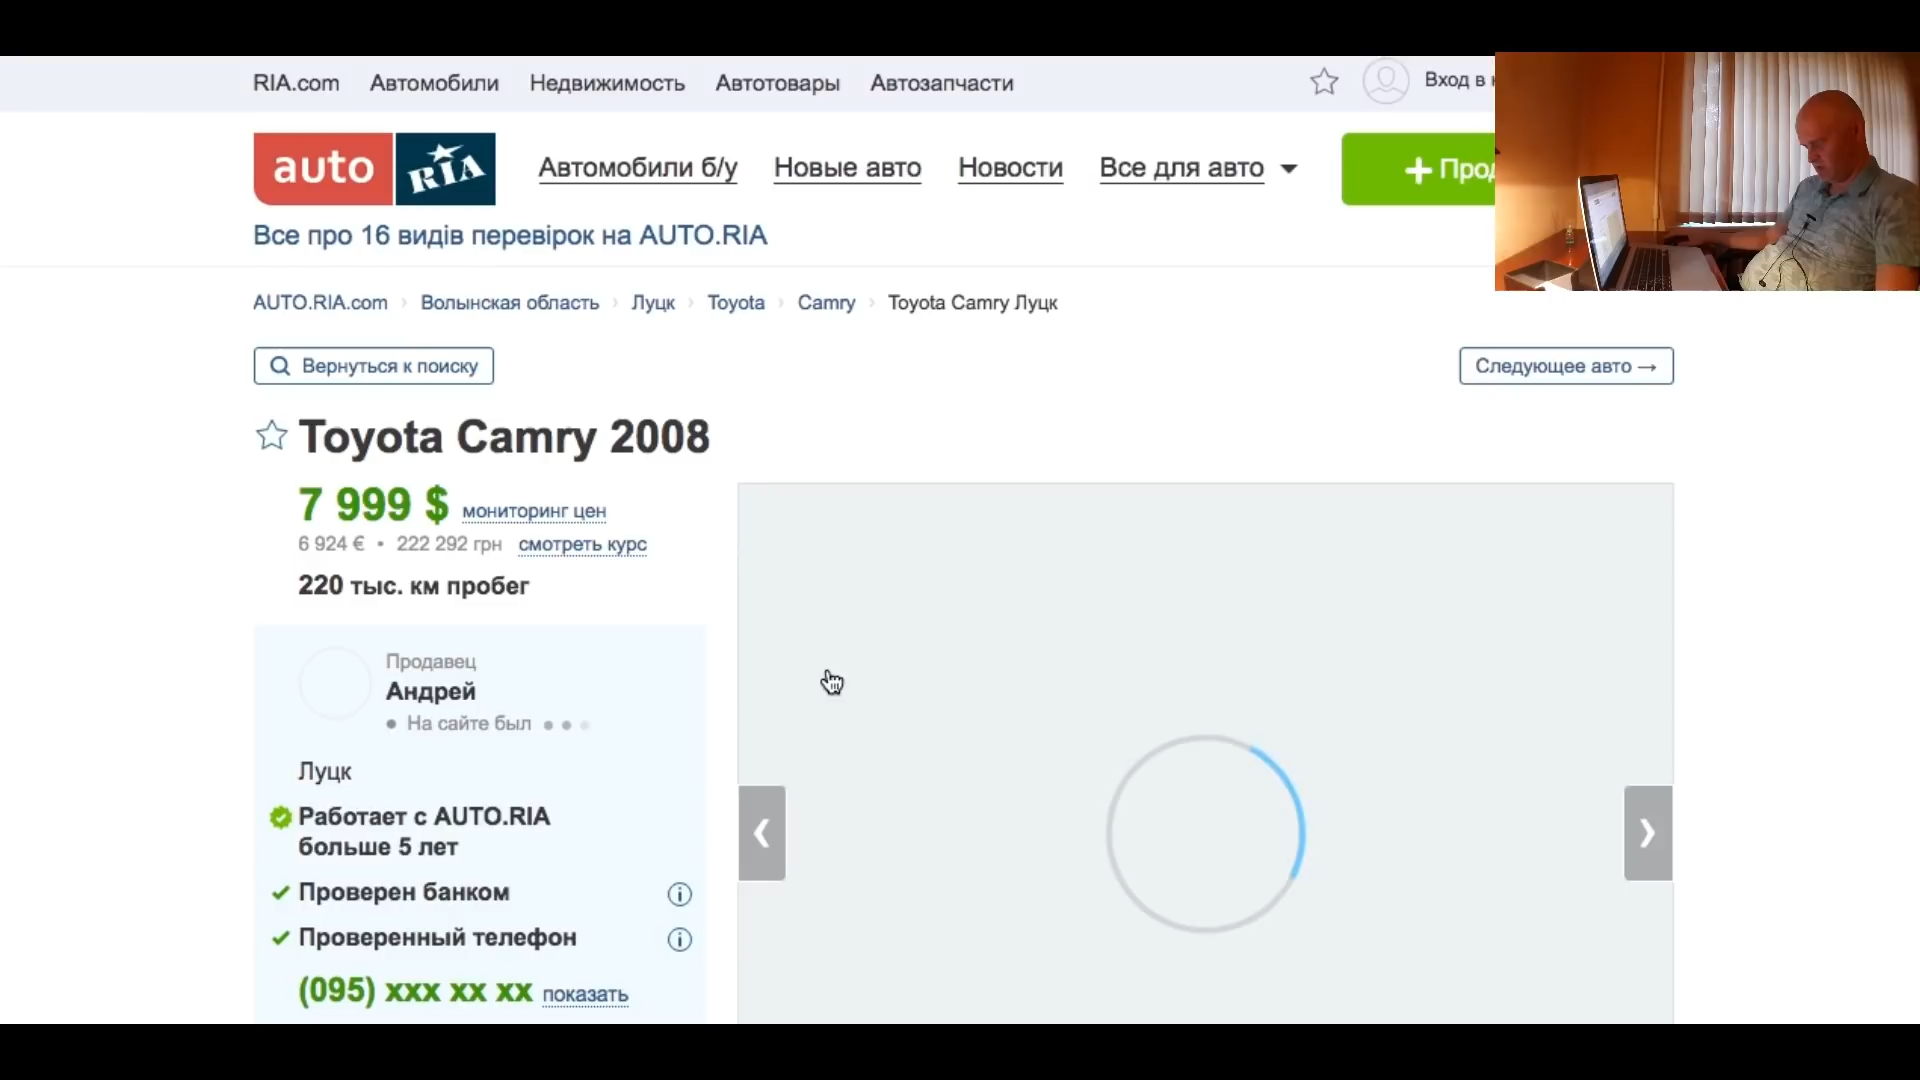 RIA.com Автомобили Недвижимость Автотовары Автозапчасти Вход в
auto RIA Автомобили б/у Новые авто Новости Все для авто + Прод
Все про 16 видів перевірок на AUTO.RIA
AUTO.RIA.com › Волынская область › Луцк › Toyota › Camry › Toyota Camry Луцк
Вернуться к поиску
Следующее авто →
Toyota Camry 2008
7 999 $ мониторинг цен
6 924 € • 222 292 грн смотреть курс
220 тыс. км пробег
Продавец
Андрей
• На сайте был
Луцк
Работает с AUTO.RIA
больше 5 лет
Проверен банком
Проверенный телефон
(095) xxx xx xx показать